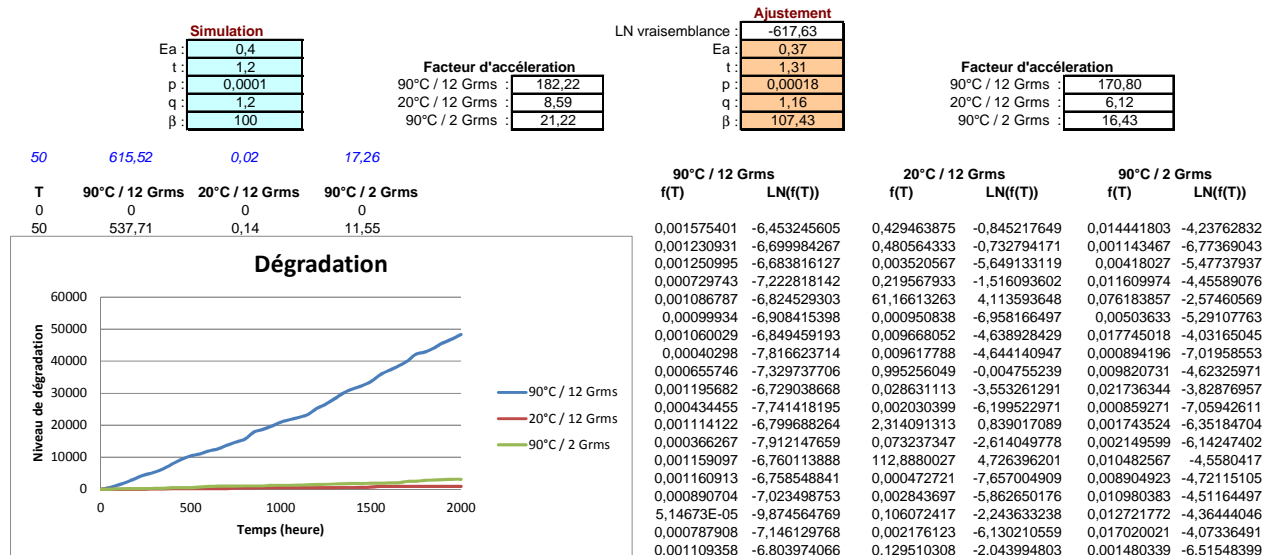 Simulation
Ea : 0,4
t : 1,2
p : 0,0001
q : 1,2
β : 100
Facteur d'accéleration
90°C / 12 Grms : 182,22
20°C / 12 Grms : 8,59
90°C / 2 Grms : 21,22
Ajustement
LN vraisemblance : -617,63
Ea : 0,37
t : 1,31
p : 0,00018
q : 1,16
β : 107,43
Facteur d'accéleration
90°C / 12 Grms : 170,80
20°C / 12 Grms : 6,12
90°C / 2 Grms : 16,43
50 615,52 0,02 17,26
T 90°C / 12 Grms 20°C / 12 Grms 90°C / 2 Grms
0 0 0 0
50 537,71 0,14 11,55
Dégradation
Niveau de dégradation
60000
50000
40000
30000
20000
10000
0
0 500 1000 1500 2000
Temps (heure)
90°C / 12 Grms
20°C / 12 Grms
90°C / 2 Grms
90°C / 12 Grms 20°C / 12 Grms 90°C / 2 Grms
f(T) LN(f(T)) f(T) LN(f(T)) f(T) LN(f(T))
0,001575401 -6,453245605 0,429463875 -0,845217649 0,014441803 -4,23762832
0,001230931 -6,699984267 0,480564333 -0,732794171 0,001143467 -6,77369043
0,001250995 -6,683816127 0,003520567 -5,649133119 0,00418027 -5,47737937
0,000729743 -7,222818142 0,219567933 -1,516093602 0,011609974 -4,45589076
0,001086787 -6,824529303 61,16613263 4,113593648 0,076183857 -2,57460569
0,00099934 -6,908415398 0,000950838 -6,958166497 0,00503633 -5,29107763
0,001060029 -6,849459193 0,009668052 -4,638928429 0,017745018 -4,03165045
0,00040298 -7,816623714 0,009617788 -4,644140947 0,000894196 -7,01958553
0,000655746 -7,329737706 0,995256049 -0,004755239 0,009820731 -4,62325971
0,001195682 -6,729038668 0,028631113 -3,553261291 0,021736344 -3,82876957
0,000434455 -7,741418195 0,002030399 -6,199522971 0,000859271 -7,05942611
0,001114122 -6,799688264 2,314091313 0,839017089 0,001743524 -6,35184704
0,000366267 -7,912147659 0,073237347 -2,614049778 0,002149599 -6,14247402
0,001159097 -6,760113888 112,8880027 4,726396201 0,010482567 -4,5580417
0,001160913 -6,758548841 0,000472721 -7,657004909 0,008904923 -4,72115105
0,000890704 -7,023498753 0,002843697 -5,862650176 0,010980383 -4,51164497
5,14673E-05 -9,874564769 0,106072417 -2,243633238 0,012721772 -4,36444046
0,000787908 -7,146129768 0,002176123 -6,130210559 0,017020021 -4,07336491
0,001109358 -6,803974066 0,129510308 -2,043994803 0,001480339 -6,51548399